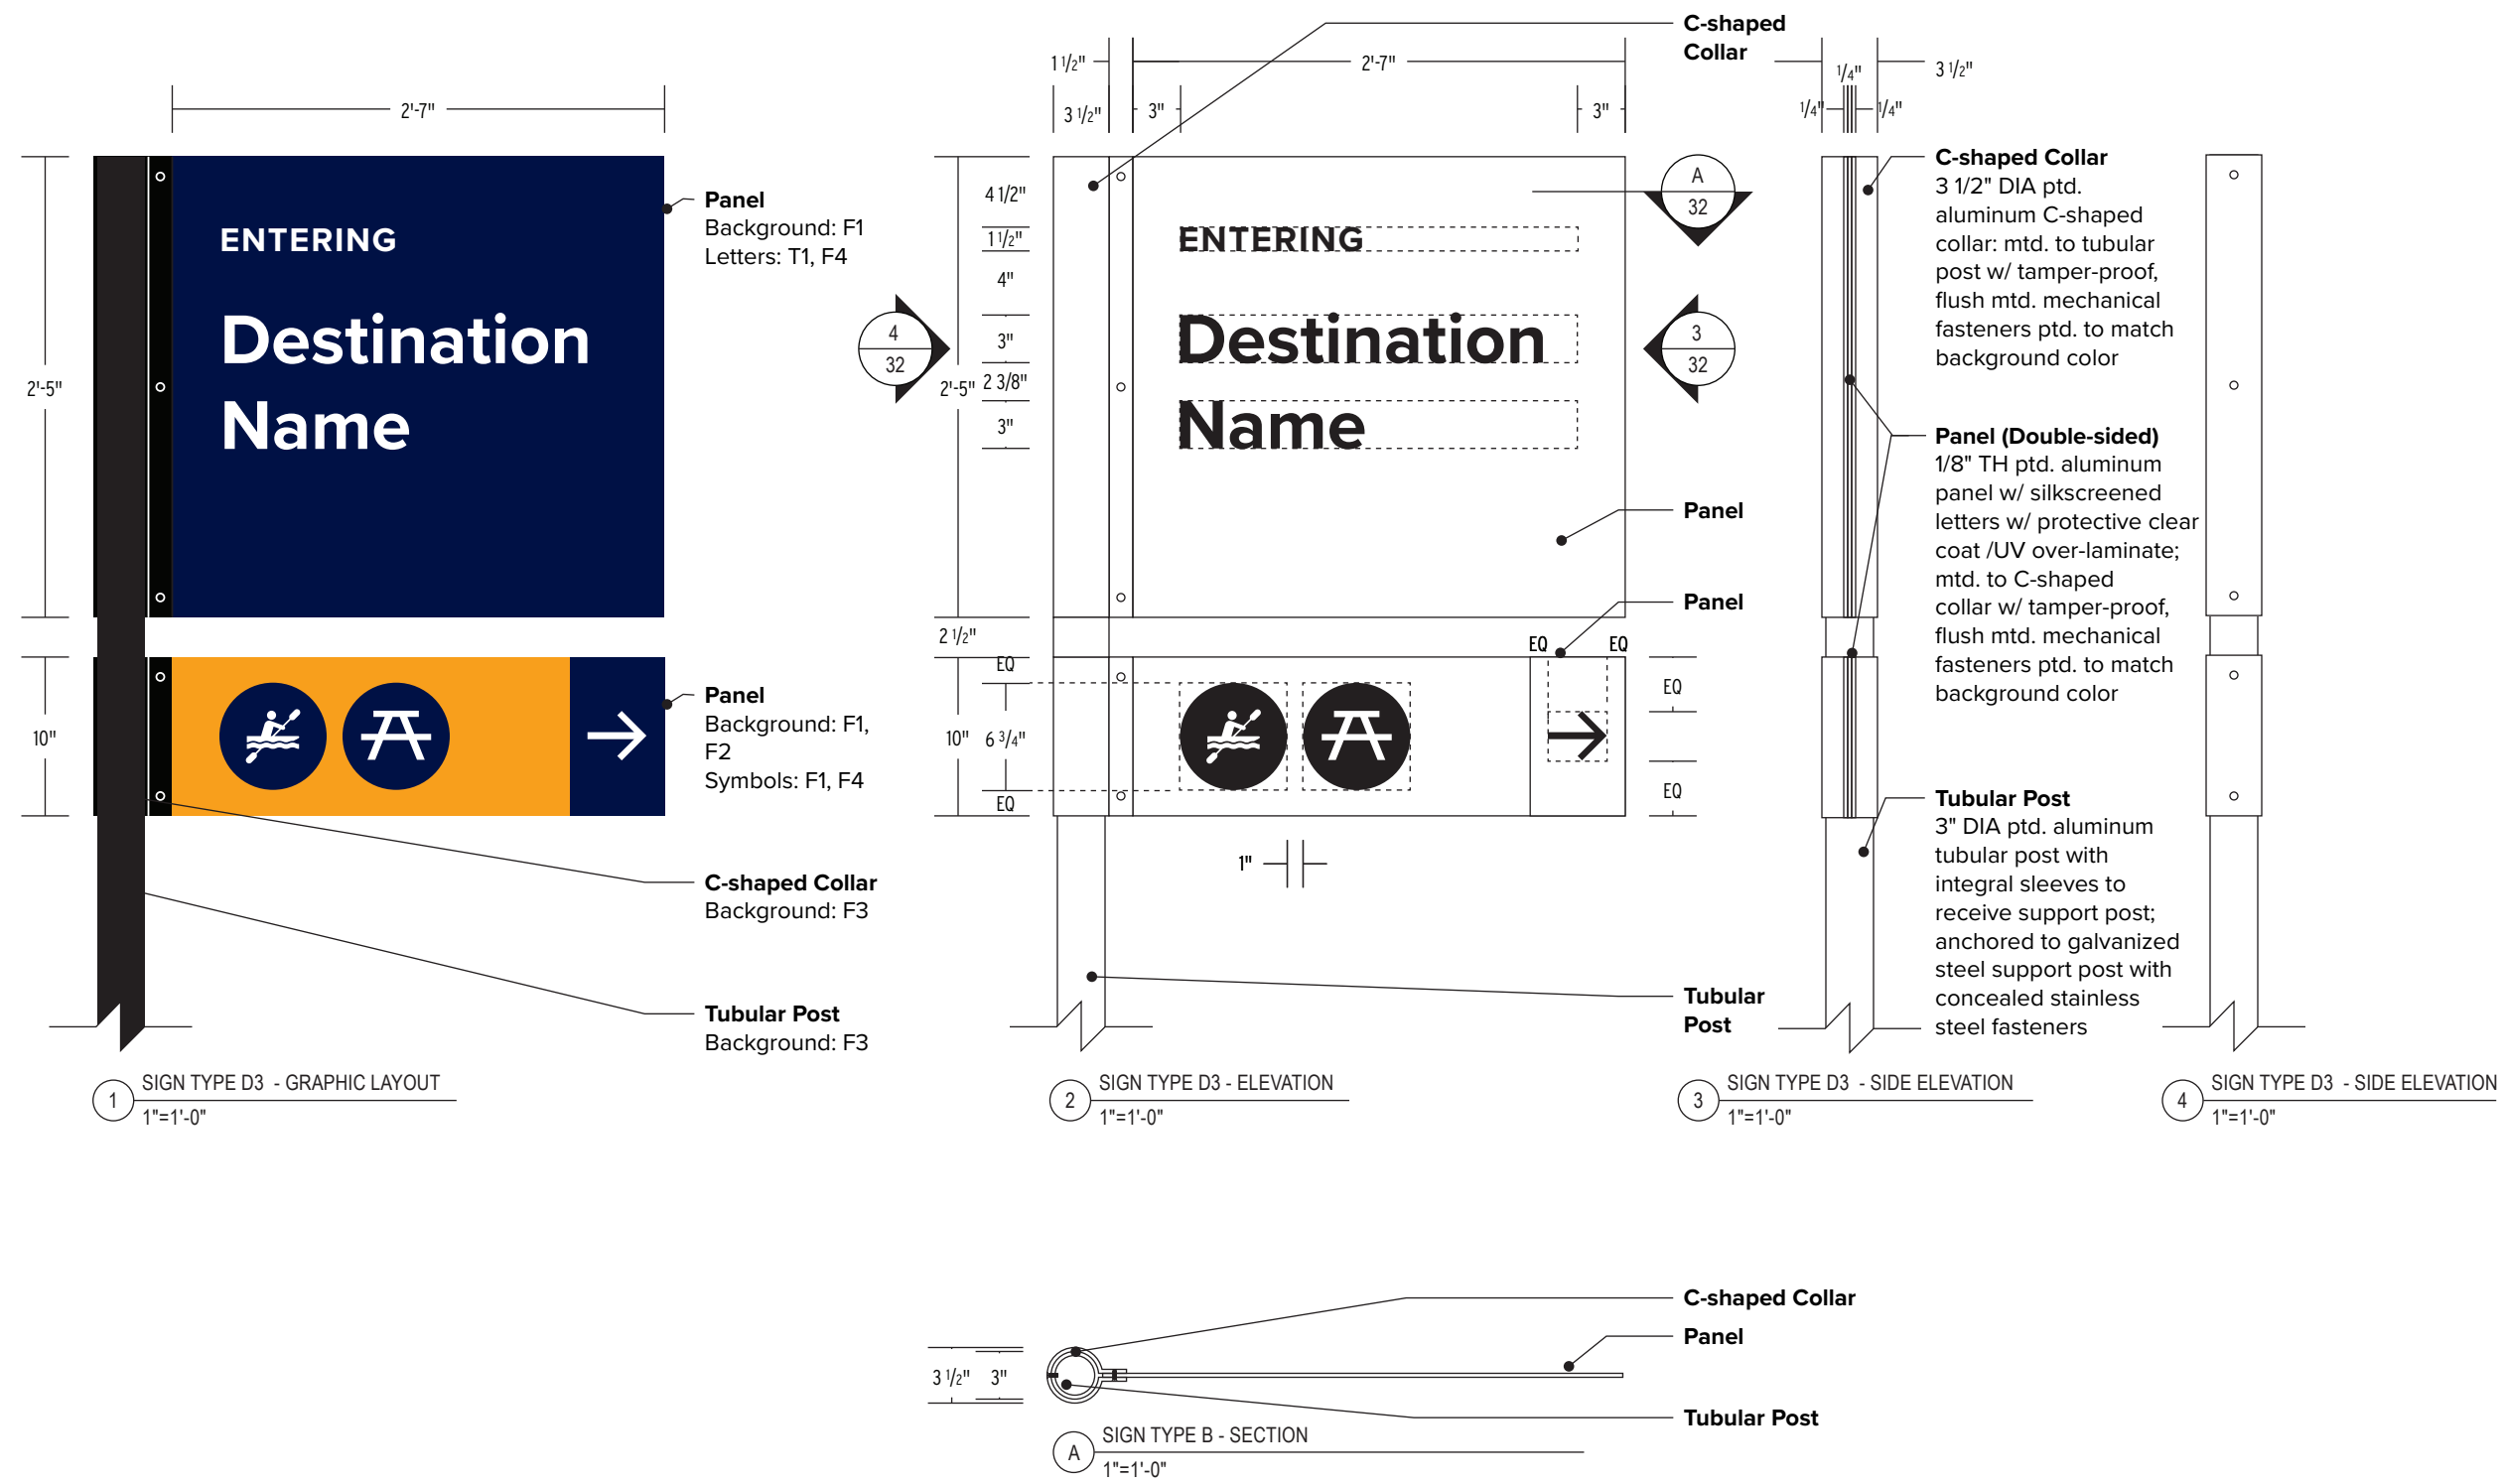 2'-7"
2'-5"
10"
ENTERING
Destination
Name
Panel
Background: F1
Letters: T1, F4
Panel
Background: F1,
F2
Symbols: F1, F4
C-shaped Collar
Background: F3
Tubular Post
Background: F3
1
SIGN TYPE D3 - GRAPHIC LAYOUT
1"=1'-0"
C-shaped
Collar
1 1/2"
2'-7"
3 1/2"
3"
3"
4 1/2"
1 1/2"
4"
3"
2'-5"
2 3/8"
3"
2 1/2"
EQ
10"
6 3/4"
EQ
ENTERING
Destination
Name
A
32
4
32
3
32
Panel
Panel
EQ
EQ
EQ
EQ
1"
Tubular
Post
2
SIGN TYPE D3 - ELEVATION
1"=1'-0"
1/4"
3 1/2"
1/4"
1/4"
C-shaped Collar
3 1/2" DIA ptd.
aluminum C-shaped
collar: mtd. to tubular
post w/ tamper-proof,
flush mtd. mechanical
fasteners ptd. to match
background color
Panel (Double-sided)
1/8" TH ptd. aluminum
panel w/ silkscreened
letters w/ protective clear
coat /UV over-laminate;
mtd. to C-shaped
collar w/ tamper-proof,
flush mtd. mechanical
fasteners ptd. to match
background color
Tubular Post
3" DIA ptd. aluminum
tubular post with
integral sleeves to
receive support post;
anchored to galvanized
steel support post with
concealed stainless
steel fasteners
3
SIGN TYPE D3 - SIDE ELEVATION
1"=1'-0"
4
SIGN TYPE D3 - SIDE ELEVATION
1"=1'-0"
C-shaped Collar
Panel
3 1/2"
3"
Tubular Post
A
SIGN TYPE B - SECTION
1"=1'-0"